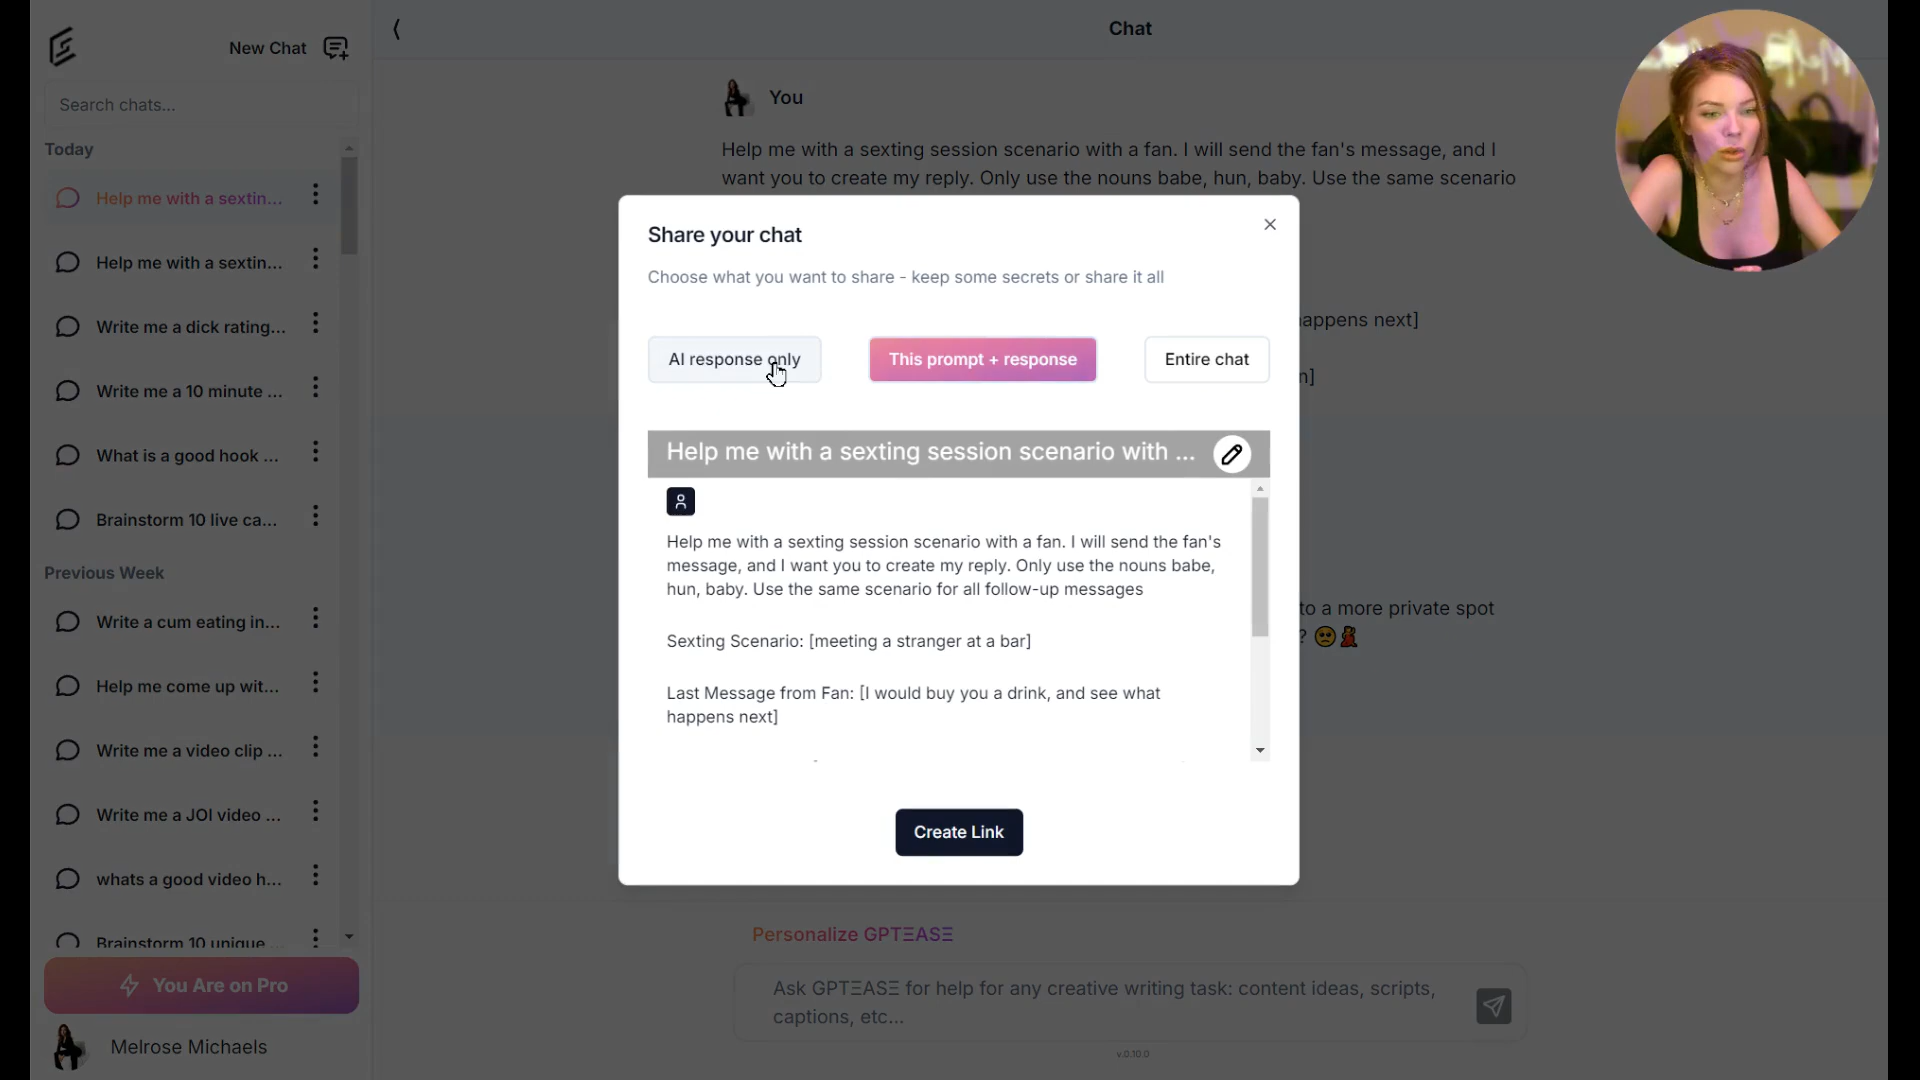 New Chat
Search chats...
Today
Help me with a sextin...
Help me with a sextin...
Write me a dick rating...
Write me a 10 minute ...
What is a good hook ...
Brainstorm 10 live ca...
Previous Week
Write a cum eating in...
Help me come up wit...
Write me a video clip ...
Write me a JOI video ...
whats a good video h...
Brainstorm 10 unique ...
You Are on Pro
Melrose Michaels
Chat
You
Help me with a sexting session scenario with a fan. I will send the fan's message, and I
want you to create my reply. Only use the nouns babe, hun, baby. Use the same scenario
happens next]
to a more private spot
? 🥺💃
Share your chat
Choose what you want to share - keep some secrets or share it all
AI response only
This prompt + response
Entire chat
Help me with a sexting session scenario with ...
Help me with a sexting session scenario with a fan. I will send the fan's
message, and I want you to create my reply. Only use the nouns babe,
hun, baby. Use the same scenario for all follow-up messages
Sexting Scenario: [meeting a stranger at a bar]
Last Message from Fan: [I would buy you a drink, and see what
happens next]
Create Link
Personalize GPTΞASΞ
Ask GPTΞASΞ for help for any creative writing task: content ideas, scripts,
captions, etc...
v.0.10.0